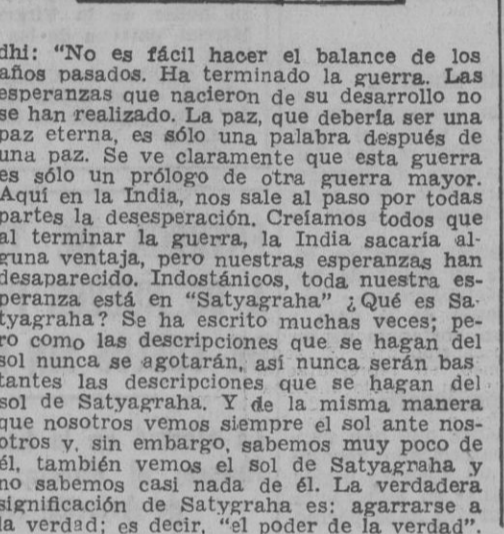 dhi: "No es fácil hacer el balance de los
años pasados. Ha terminado la guerra. Las
esperanzas que nacieron de su desarrollo no
se han realizado. La paz, que debería ser una
paz eterna, es sólo una palabra después de
una paz. Se ve claramente que esta guerra
es sólo un prólogo de otra guerra mayor.
Aquí en la India, nos sale al paso por todas
partes la desesperación. Creíamos todos que
al terminar la guerra, la India sacaría al-
guna ventaja, pero nuestras esperanzas han
desaparecido. Indostánicos, toda nuestra es-
peranza está en "Satyagraha" ¿Qué es Sa-
tyagraha? Se ha escrito muchas veces; pe-
ro como las descripciones que se hagan del
sol nunca se agotarán, así nunca serán bas
tantes las descripciones que se hagan del
sol de Satyagraha. Y de la misma manera
que nosotros vemos siempre el sol ante nos-
otros y, sin embargo, sabemos muy poco de
él, también vemos el sol de Satyagraha y
no sabemos casi nada de él. La verdadera
significación de Satygraha es: agarrarse a
la verdad; es decir, "el poder de la verdad".